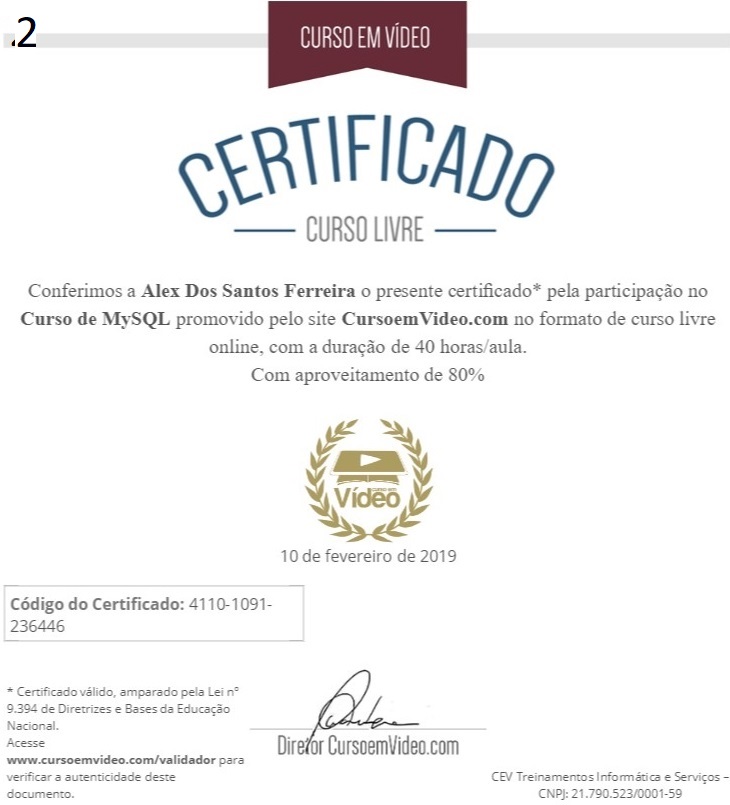 2
CURSO EM VÍDEO
CERTIFICADO
CURSO LIVRE
Conferimos a Alex Dos Santos Ferreira o presente certificado* pela participação no
Curso de MySQL promovido pelo site CursoemVideo.com no formato de curso livre
online, com a duração de 40 horas/aula.
Com aproveitamento de 80%
curso em
Vídeo
10 de fevereiro de 2019
Código do Certificado: 4110-1091-
236446
* Certificado válido, amparado pela Lei nº
9.394 de Diretrizes e Bases da Educação
Nacional.
Acesse
www.cursoemvideo.com/validador para
verificar a autenticidade deste
documento.
Diretor CursoemVideo.com
CEV Treinamentos Informática e Serviços –
CNPJ: 21.790.523/0001-59